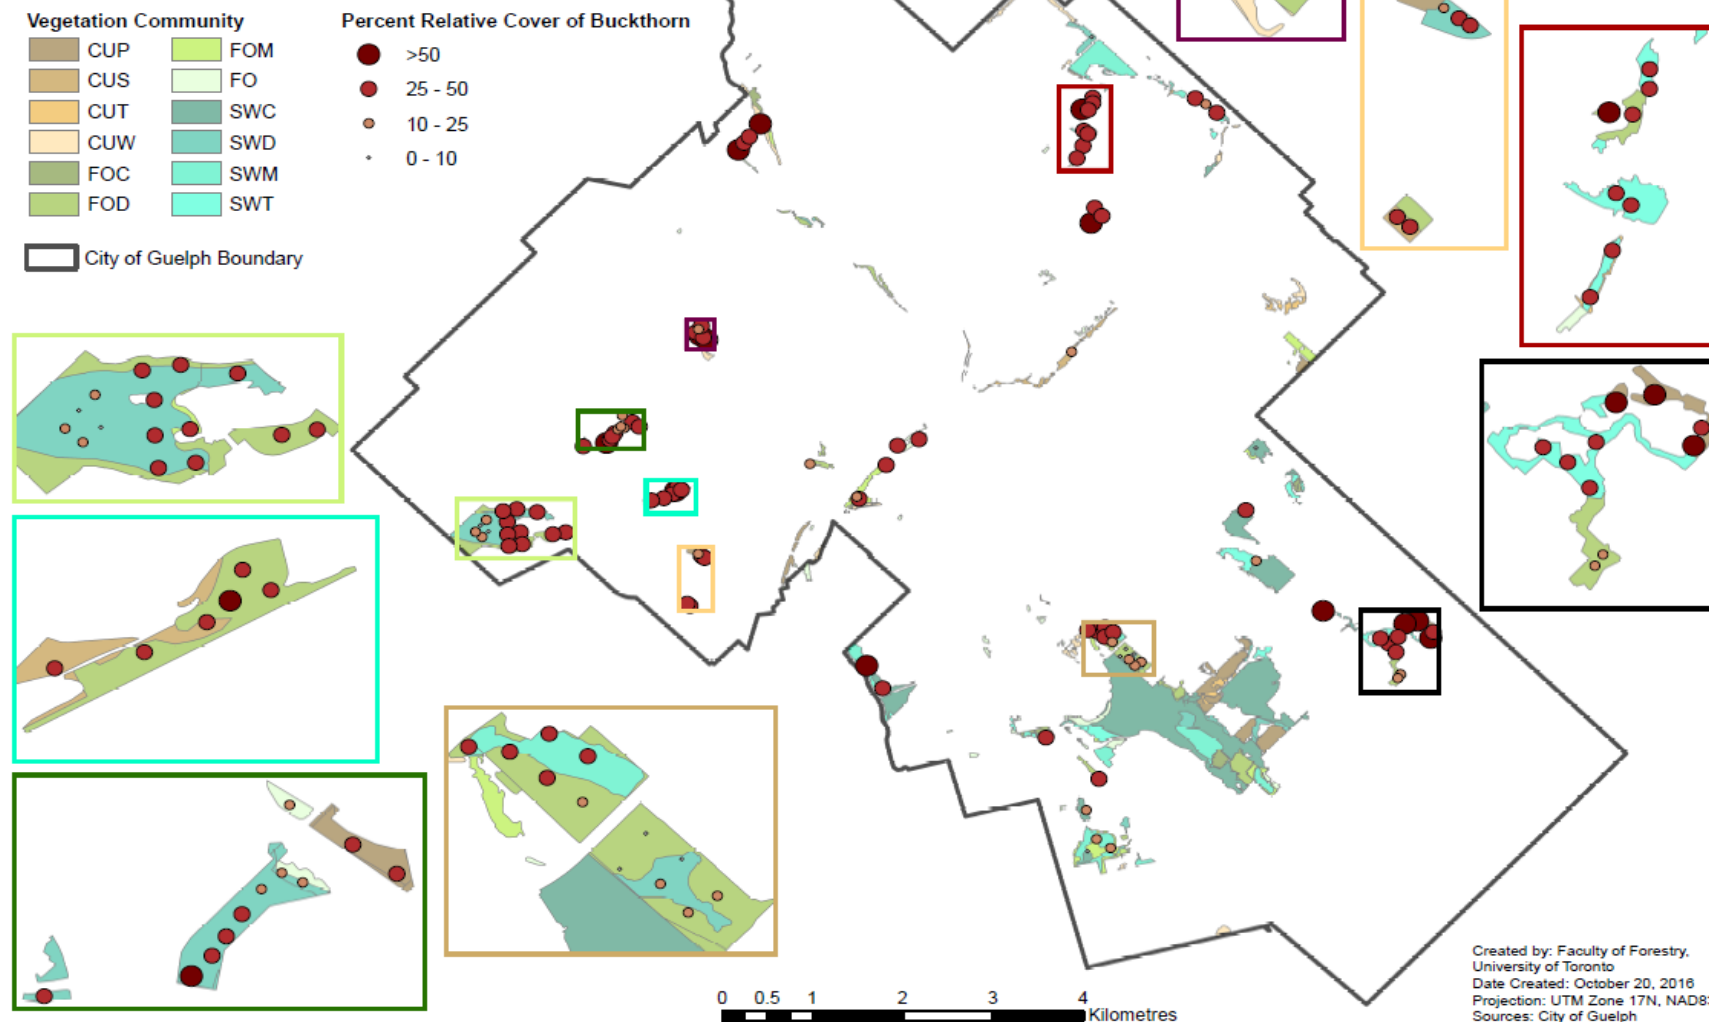 Vegetation Community
CUP
CUS
CUT
CUW
FOC
FOD
FOM
FO
SWC
SWD
SWM
SWT
City of Guelph Boundary
Percent Relative Cover of Buckthorn
>50
25 - 50
10 - 25
0 - 10
0 0.5 1 2 3 4
Kilometres
Created by: Faculty of Forestry,
University of Toronto
Date Created: October 20, 2016
Projection: UTM Zone 17N, NAD83
Sources: City of Guelph